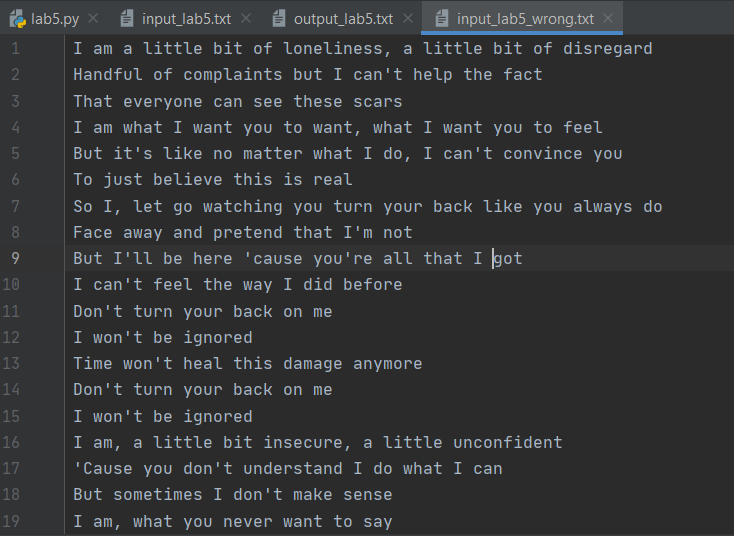 lab5.py input_lab5.txt output_lab5.txt input_lab5_wrong.txt
1 I am a little bit of loneliness, a little bit of disregard
2 Handful of complaints but I can't help the fact
3 That everyone can see these scars
4 I am what I want you to want, what I want you to feel
5 But it's like no matter what I do, I can't convince you
6 To just believe this is real
7 So I, let go watching you turn your back like you always do
8 Face away and pretend that I'm not
9 But I'll be here 'cause you're all that I got
10 I can't feel the way I did before
11 Don't turn your back on me
12 I won't be ignored
13 Time won't heal this damage anymore
14 Don't turn your back on me
15 I won't be ignored
16 I am, a little bit insecure, a little unconfident
17 'Cause you don't understand I do what I can
18 But sometimes I don't make sense
19 I am, what you never want to say